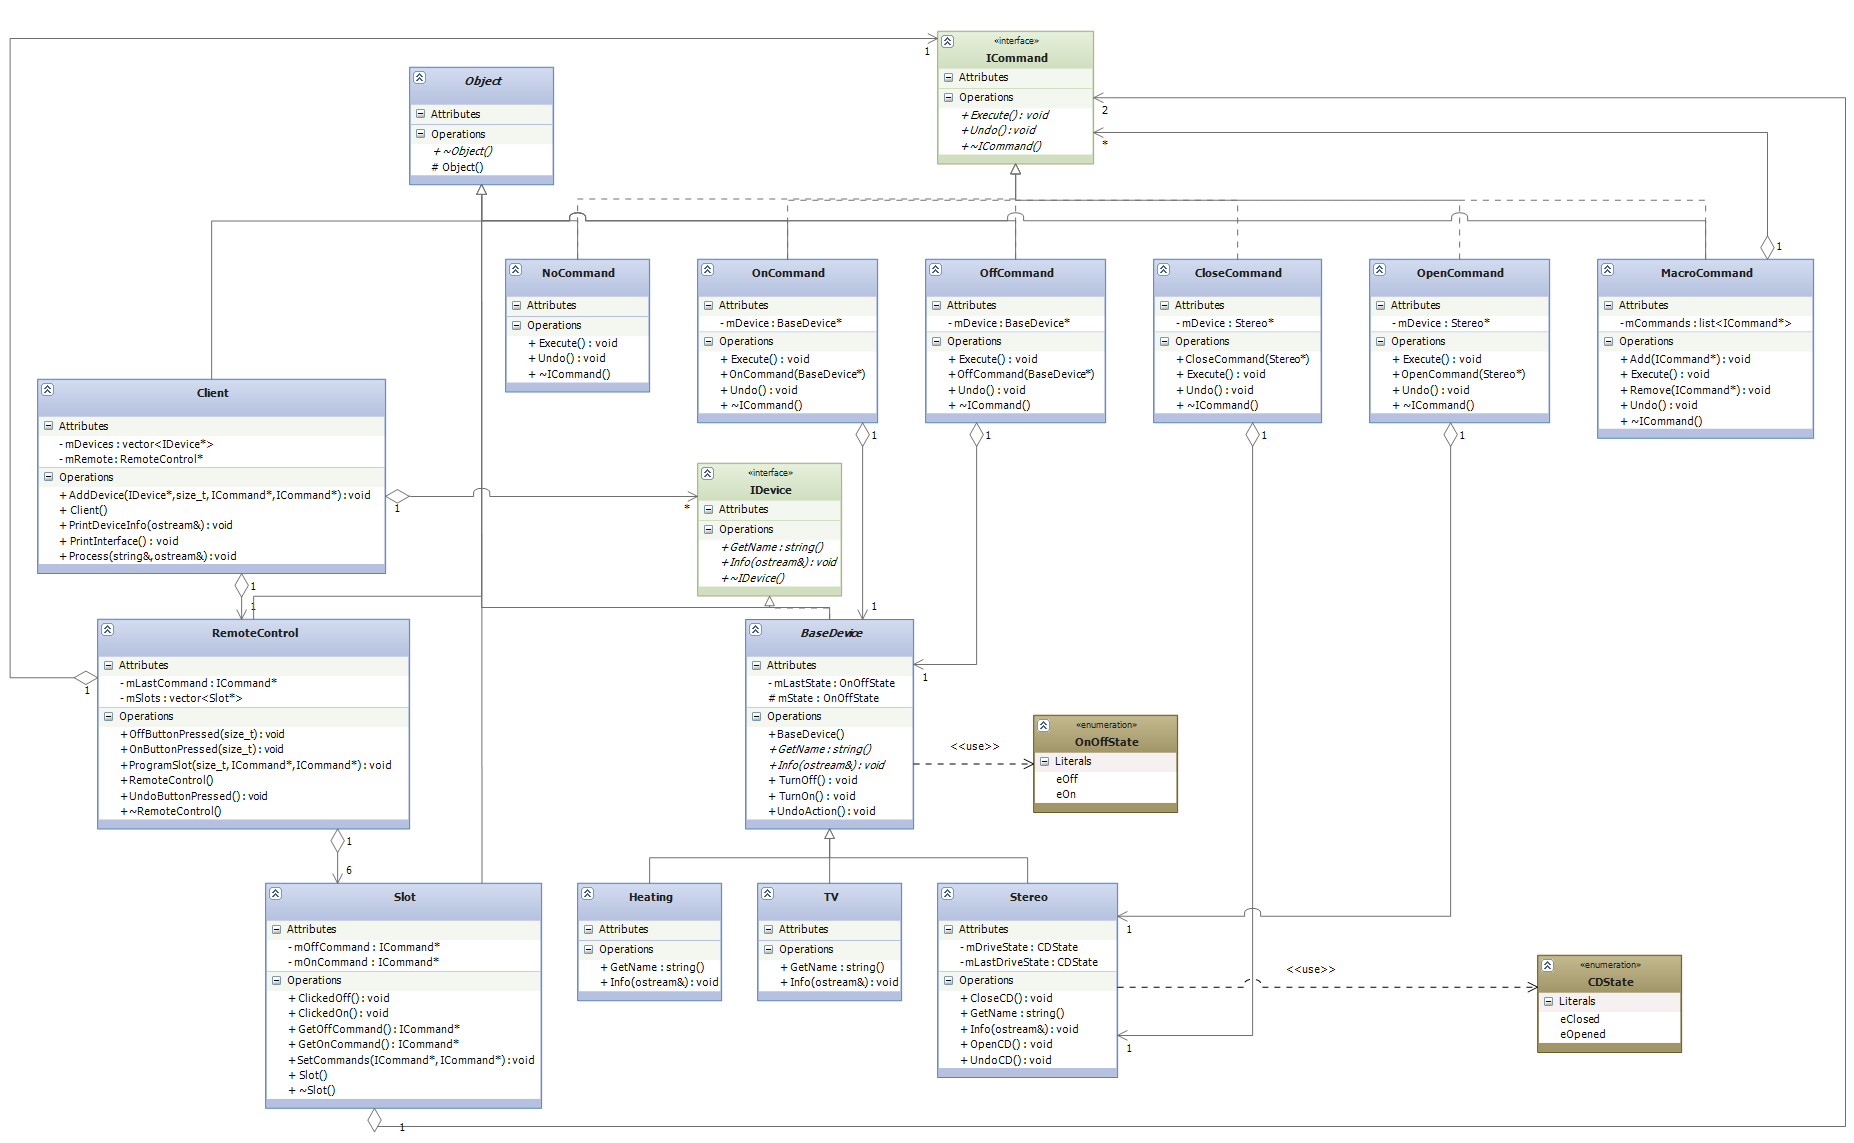 «interface»
ICommand
Attributes
Operations
+Execute() : void
+Undo() : void
+~ICommand()
1
2
*
Object
Attributes
Operations
+ ~Object()
# Object()
NoCommand
Attributes
Operations
+ Execute() : void
+ Undo() : void
+ ~ICommand()
OnCommand
Attributes
- mDevice : BaseDevice*
Operations
+ Execute() : void
+OnCommand(BaseDevice*)
+ Undo() : void
+ ~ICommand()
1
OffCommand
Attributes
- mDevice : BaseDevice*
Operations
+ Execute() : void
+ OffCommand(BaseDevice*)
+ Undo() : void
+ ~ICommand()
1
CloseCommand
Attributes
- mDevice : Stereo*
Operations
+CloseCommand(Stereo*)
+ Execute() : void
+ Undo() : void
+ ~ICommand()
1
OpenCommand
Attributes
- mDevice : Stereo*
Operations
+ Execute() : void
+OpenCommand(Stereo*)
+ Undo() : void
+ ~ICommand()
1
1
MacroCommand
Attributes
- mCommands : list<ICommand*>
Operations
+ Add(ICommand*) : void
+ Execute() : void
+ Remove(ICommand*) : void
+ Undo() : void
+ ~ICommand()
Client
Attributes
- mDevices : vector<IDevice*>
- mRemote : RemoteControl*
Operations
+ AddDevice(IDevice*,size_t, ICommand*,ICommand*) : void
+ Client()
+ PrintDeviceInfo(ostream&) : void
+ PrintInterface() : void
+ Process(string&,ostream&) : void
1
*
1
1
«interface»
IDevice
Attributes
Operations
+GetName : string()
+Info(ostream&) : void
+~IDevice()
RemoteControl
Attributes
- mLastCommand : ICommand*
- mSlots : vector<Slot*>
Operations
+OffButtonPressed(size_t) : void
+OnButtonPressed(size_t) : void
+ProgramSlot(size_t,ICommand*,ICommand*) : void
+RemoteControl()
+UndoButtonPressed() : void
+~RemoteControl()
1
1
6
1
1
BaseDevice
Attributes
- mLastState : OnOffState
# mState : OnOffState
Operations
+BaseDevice()
+GetName : string()
+Info(ostream&) : void
+ TurnOff() : void
+ TurnOn() : void
+UndoAction() : void
<<use>>
«enumeration»
OnOffState
Literals
eOff
eOn
Slot
Attributes
- mOffCommand : ICommand*
- mOnCommand : ICommand*
Operations
+ ClickedOff() : void
+ ClickedOn() : void
+ GetOffCommand() : ICommand*
+ GetOnCommand() : ICommand*
+SetCommands(ICommand*, ICommand*) : void
+ Slot()
+ ~Slot()
1
Heating
Attributes
Operations
+ GetName : string()
+ Info(ostream&) : void
TV
Attributes
Operations
+ GetName : string()
+ Info(ostream&) : void
Stereo
Attributes
- mDriveState : CDState
- mLastDriveState : CDState
Operations
+ CloseCD() : void
+ GetName : string()
+ Info(ostream&) : void
+ OpenCD() : void
+ UndoCD() : void
1
1
<<use>>
«enumeration»
CDState
Literals
eClosed
eOpened